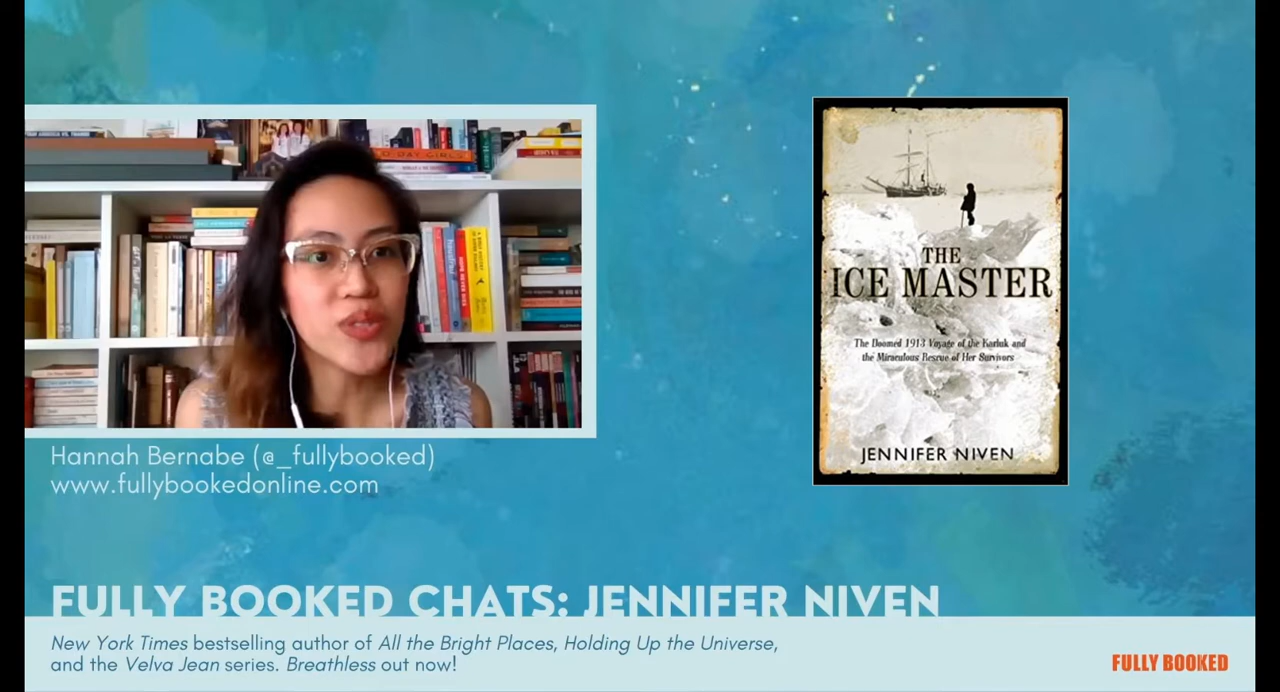 D-DAY GIRLS
THE
ICE MASTER
The Doomed 1913 Voyage of the Karluk and
the Miraculous Rescue of Her Survivors
JENNIFER NIVEN
Hannah Bernabe (@_fullybooked)
www.fullybookedonline.com
FULLY BOOKED CHATS: JENNIFER NIVEN
New York Times bestselling author of All the Bright Places, Holding Up the Universe,
and the Velva Jean series. Breathless out now!
FULLY BOOKED